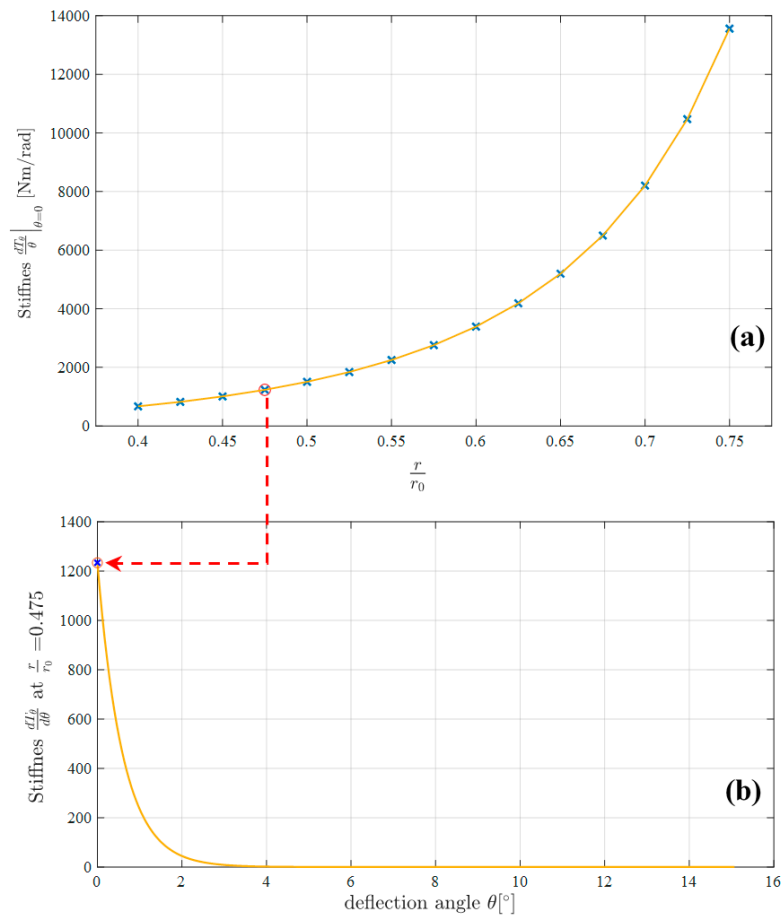 14000
12000
10000
8000
6000
4000
2000
0
Stiffnes dT_θ/θ |_θ=0 [Nm/rad]
(a)
0.4 0.45 0.5 0.55 0.6 0.65 0.7 0.75
r/r_0
1400
1200
1000
800
600
400
200
0
Stiffnes dT_θ/dθ at r/r_0 =0.475
(b)
0 2 4 6 8 10 12 14 16
deflection angle θ[°]